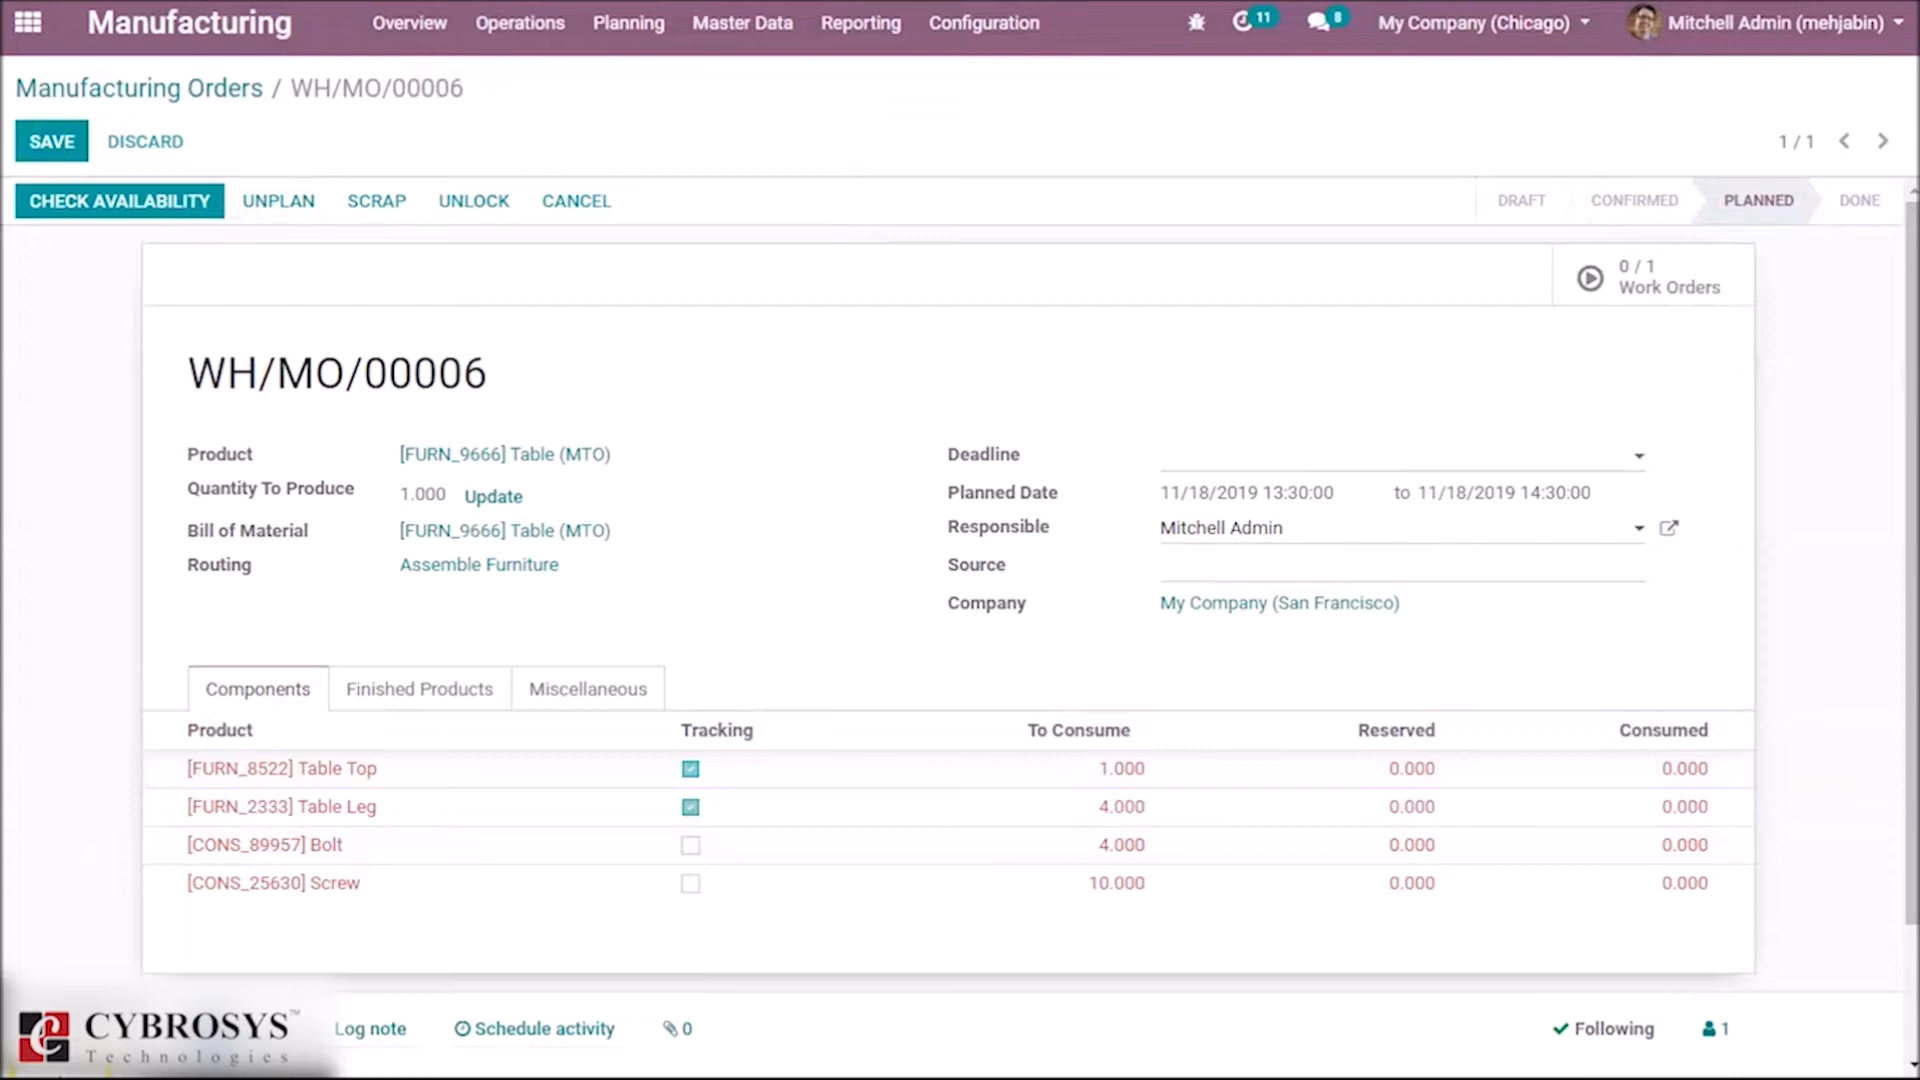 Manufacturing Overview Operations Planning Master Data Reporting Configuration 11 8 My Company (Chicago) Mitchell Admin (mehjabin)
Manufacturing Orders / WH/MO/00006
SAVE DISCARD 1 / 1
CHECK AVAILABILITY UNPLAN SCRAP UNLOCK CANCEL DRAFT CONFIRMED PLANNED DONE
0 / 1
Work Orders
WH/MO/00006
Product [FURN_9666] Table (MTO) Deadline
Quantity To Produce 1.000 Update Planned Date 11/18/2019 13:30:00 to 11/18/2019 14:30:00
Bill of Material [FURN_9666] Table (MTO) Responsible Mitchell Admin
Routing Assemble Furniture Source
Company My Company (San Francisco)
Components Finished Products Miscellaneous
Product Tracking To Consume Reserved Consumed
[FURN_8522] Table Top 1.000 0.000 0.000
[FURN_2333] Table Leg 4.000 0.000 0.000
[CONS_89957] Bolt 4.000 0.000 0.000
[CONS_25630] Screw 10.000 0.000 0.000
CYBROSYS™ Log note Schedule activity 0 Following 1
Technologies